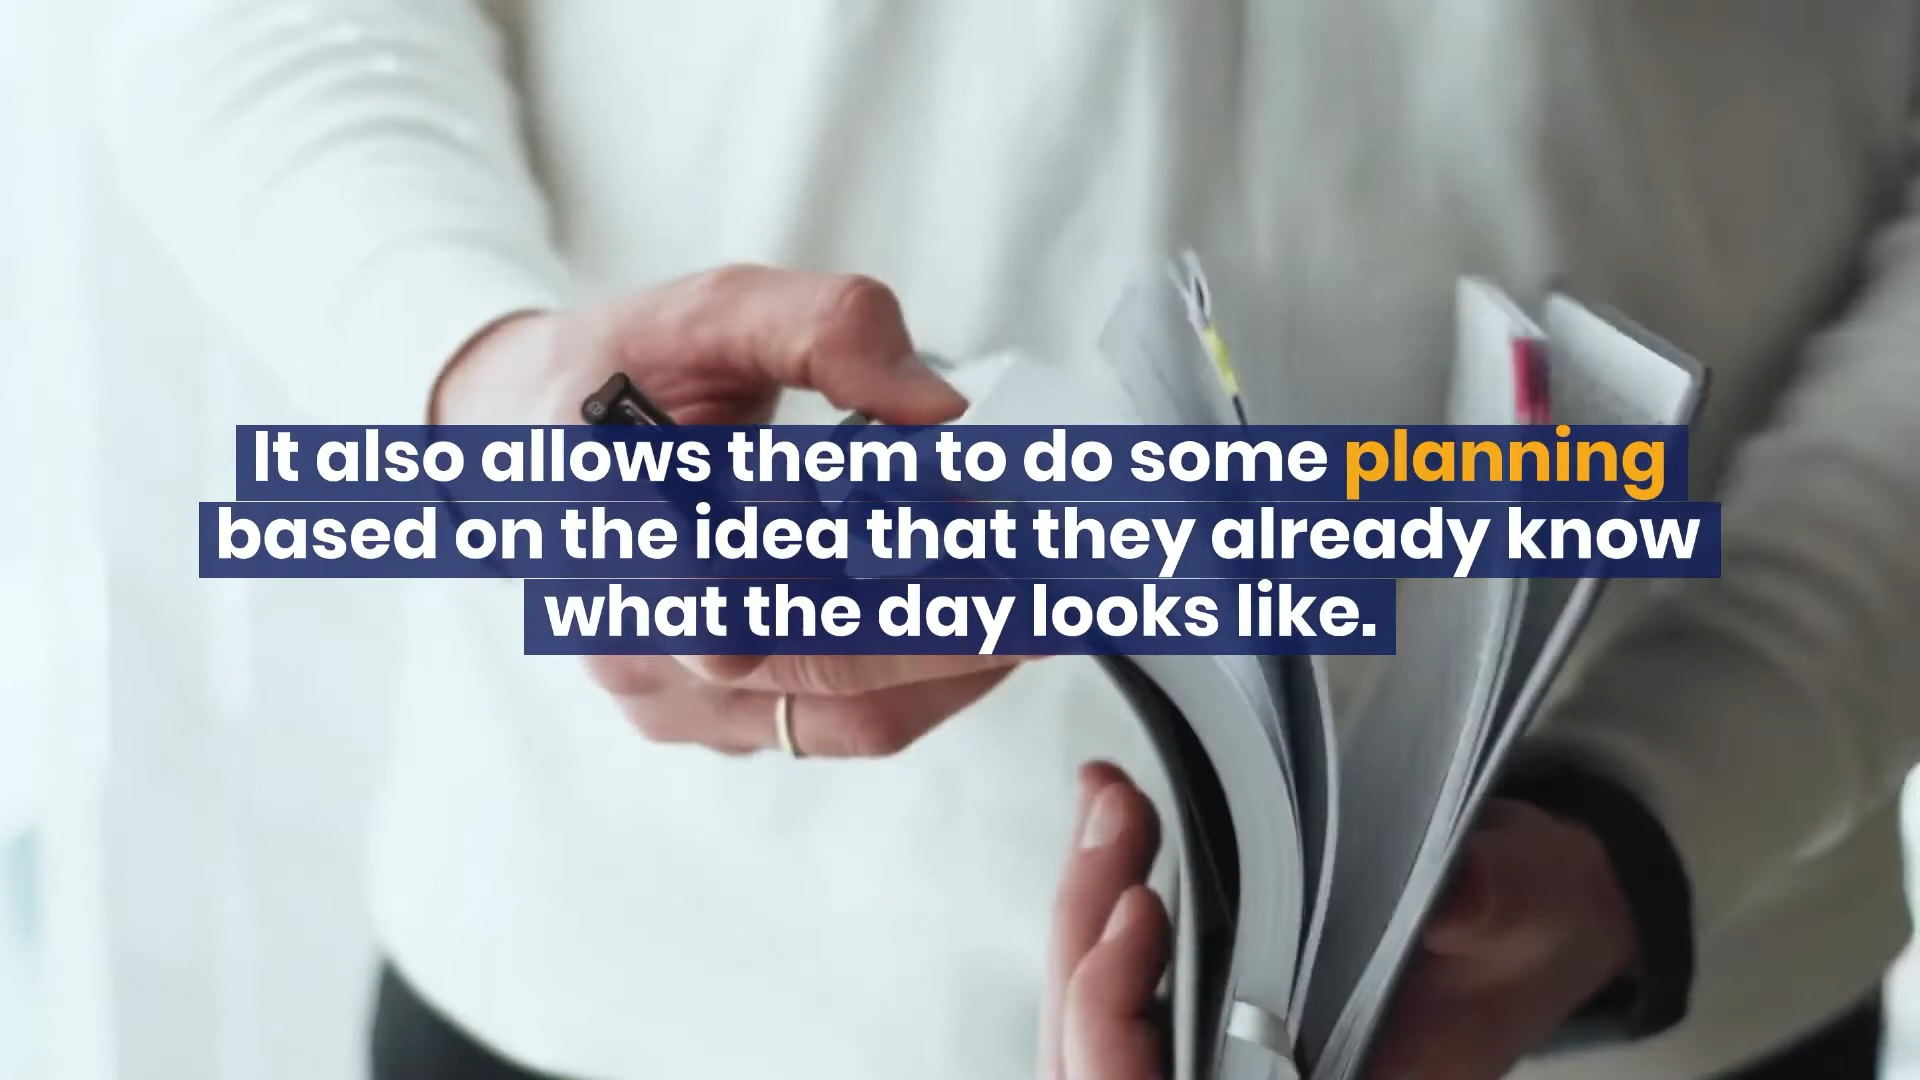 It also allows them to do some planning
based on the idea that they already know
what the day looks like.